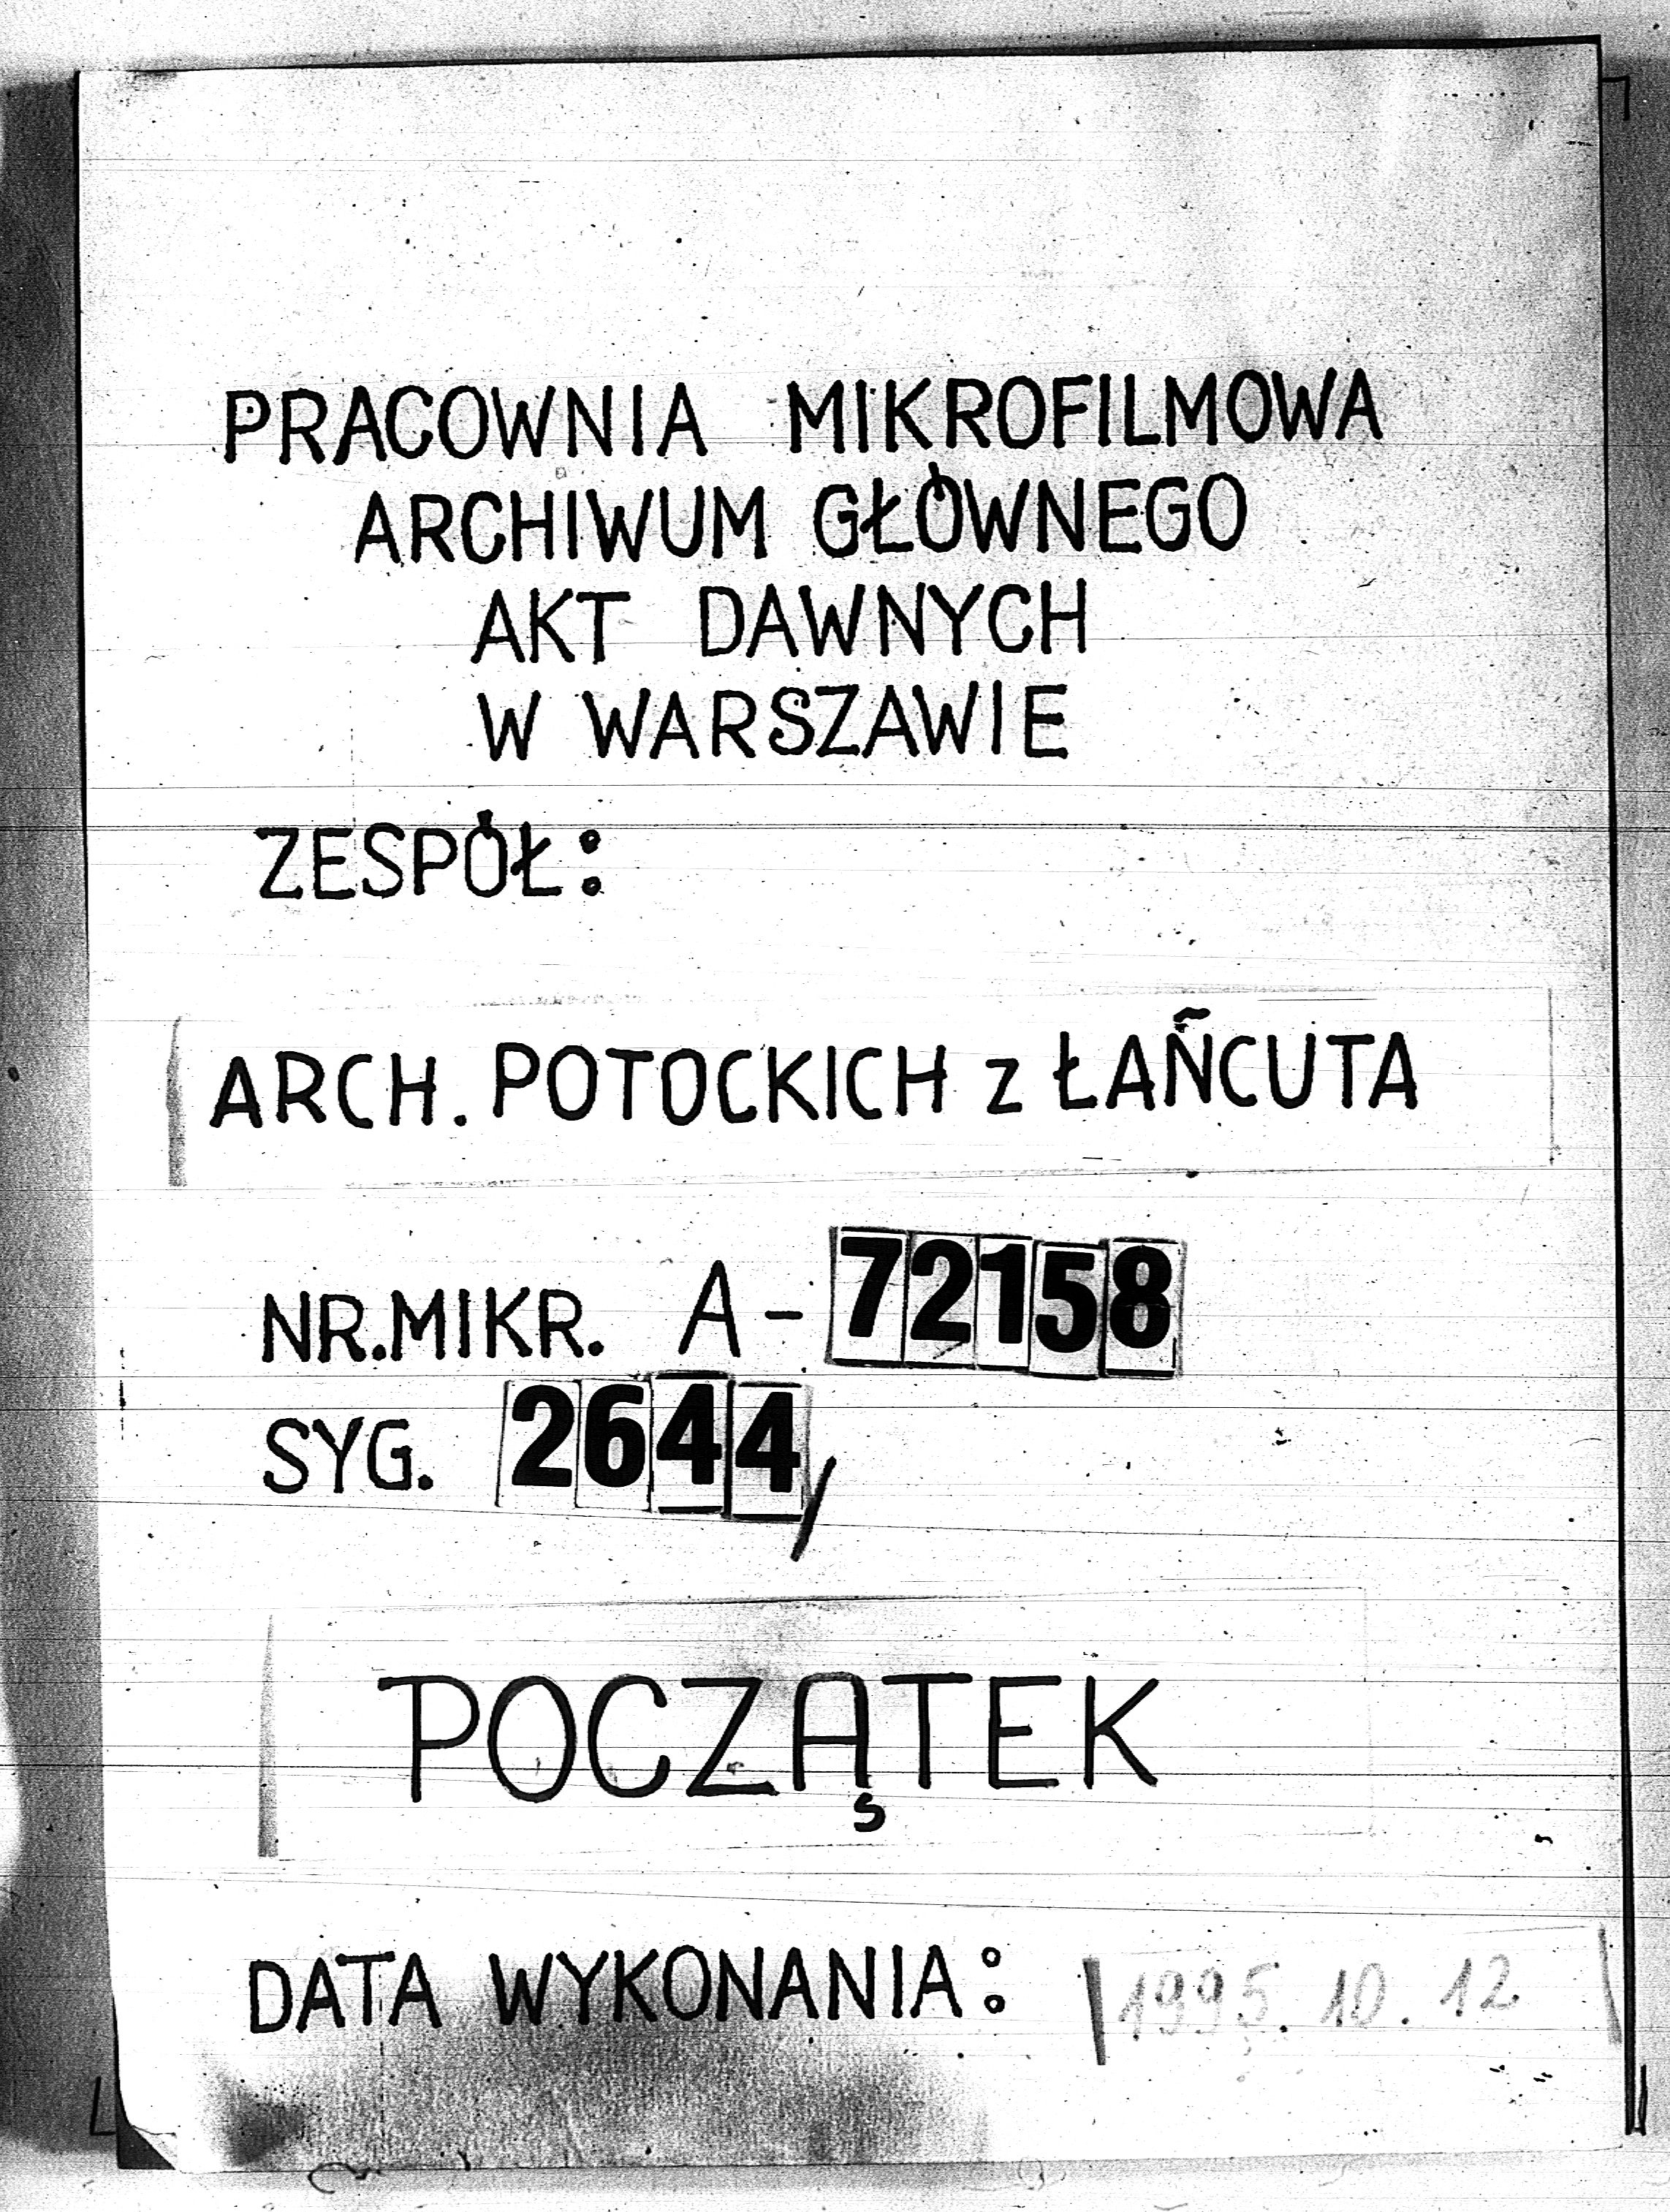 PRACOWNIA MIKROFILMOWA
ARCHIWUM GŁÓWNEGO
AKT DAWNYCH
W WARSZAWIE
ZESPÓŁ:
ARCH. POTOCKICH z ŁAŃCUTA
NR.MIKR. A-72158
SYG. 2644,
POCZĄTEK
DATA WYKONANIA: 1995.10.12